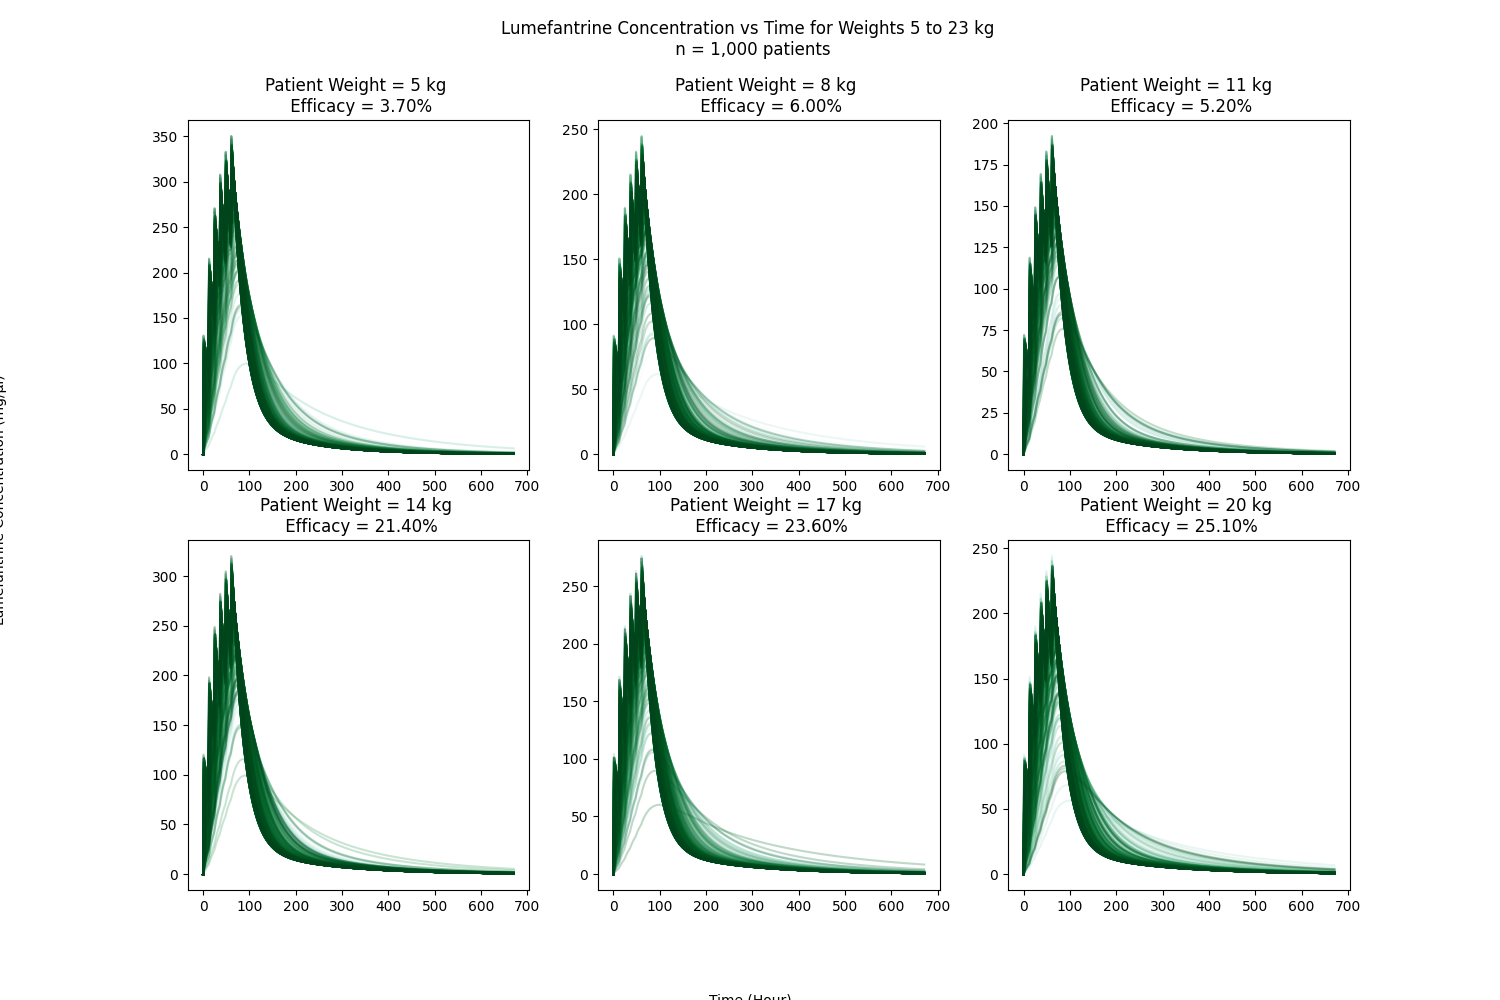 Lumefantrine Concentration vs Time for Weights 5 to 23 kg
n = 1,000 patients
Patient Weight = 5 kg
Efficacy = 3.70%
Patient Weight = 8 kg
Efficacy = 6.00%
Patient Weight = 11 kg
Efficacy = 5.20%
350
300
250
200
150
100
50
0
250
200
150
100
50
0
200
175
150
125
100
75
50
25
0
0 100 200 300 400 500 600 700
0 100 200 300 400 500 600 700
0 100 200 300 400 500 600 700
Patient Weight = 14 kg
Efficacy = 21.40%
Patient Weight = 17 kg
Efficacy = 23.60%
Patient Weight = 20 kg
Efficacy = 25.10%
300
250
200
150
100
50
0
250
200
150
100
50
0
250
200
150
100
50
0
0 100 200 300 400 500 600 700
0 100 200 300 400 500 600 700
0 100 200 300 400 500 600 700
Time (Hour)